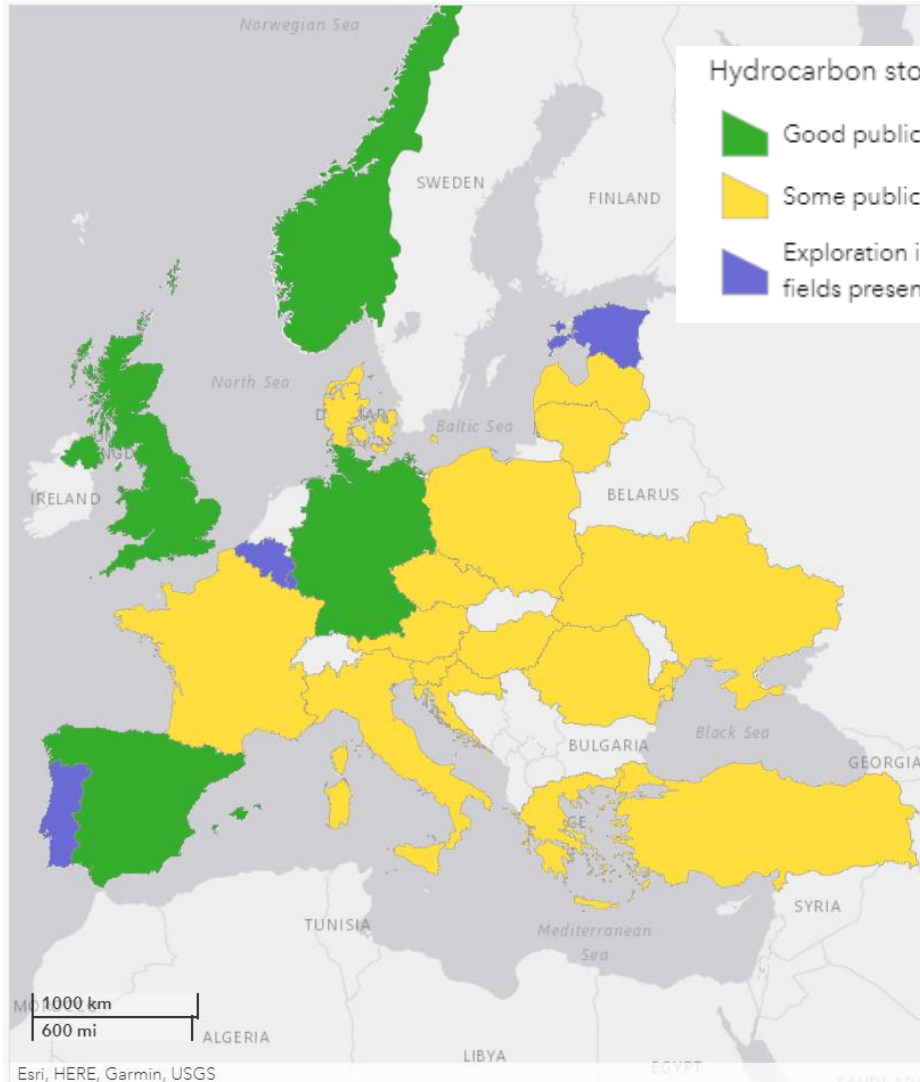 Norwegian Sea
Hydrocarbon sto
Good public
Some public
Exploration i
fields presen
SWEDEN
FINLAND
North Sea
Baltic Sea
IRELAND
BELARUS
BULGARIA
Black Sea
GEORGIA
SYRIA
TUNISIA
Mediterranean
Sea
1000 km
600 mi
ALGERIA
LIBYA
EGYPT
Esri, HERE, Garmin, USGS